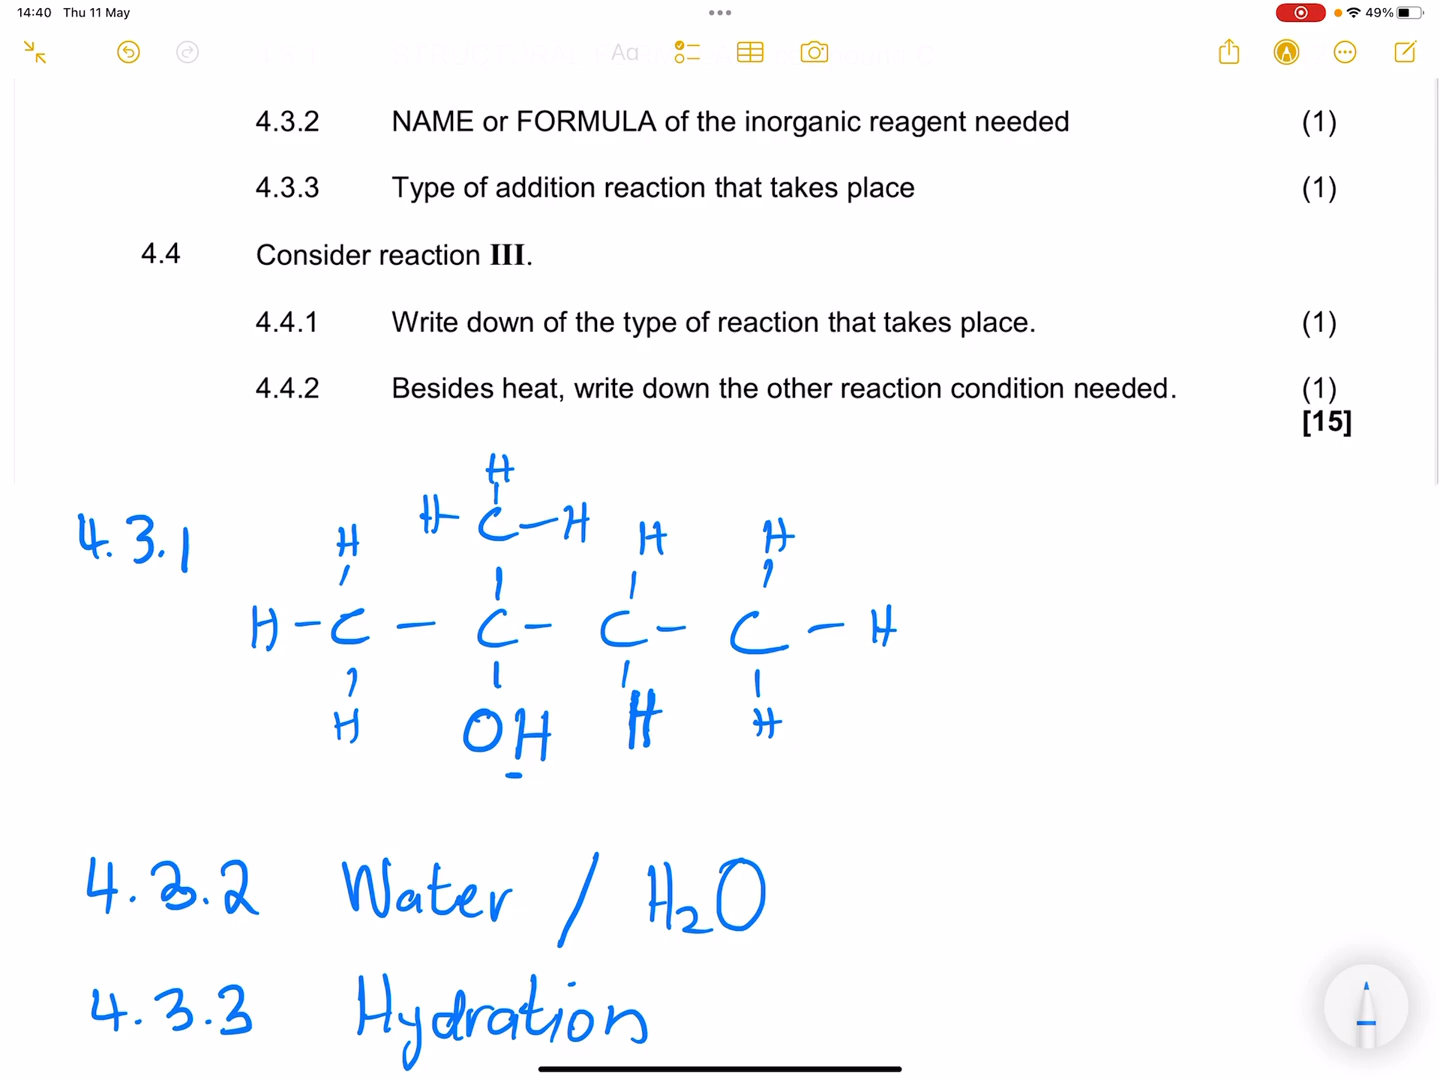 14:40 Thu 11 May 49%
Aa
4.3.2 NAME or FORMULA of the inorganic reagent needed (1)
4.3.3 Type of addition reaction that takes place (1)
4.4 Consider reaction III.
4.4.1 Write down of the type of reaction that takes place. (1)
4.4.2 Besides heat, write down the other reaction condition needed. (1)
[15]
H
4.3.1 H H-C-H H H
H-C-C-C-C-H
H OH H H
4.3.2 Water / H₂O
4.3.3 Hydration